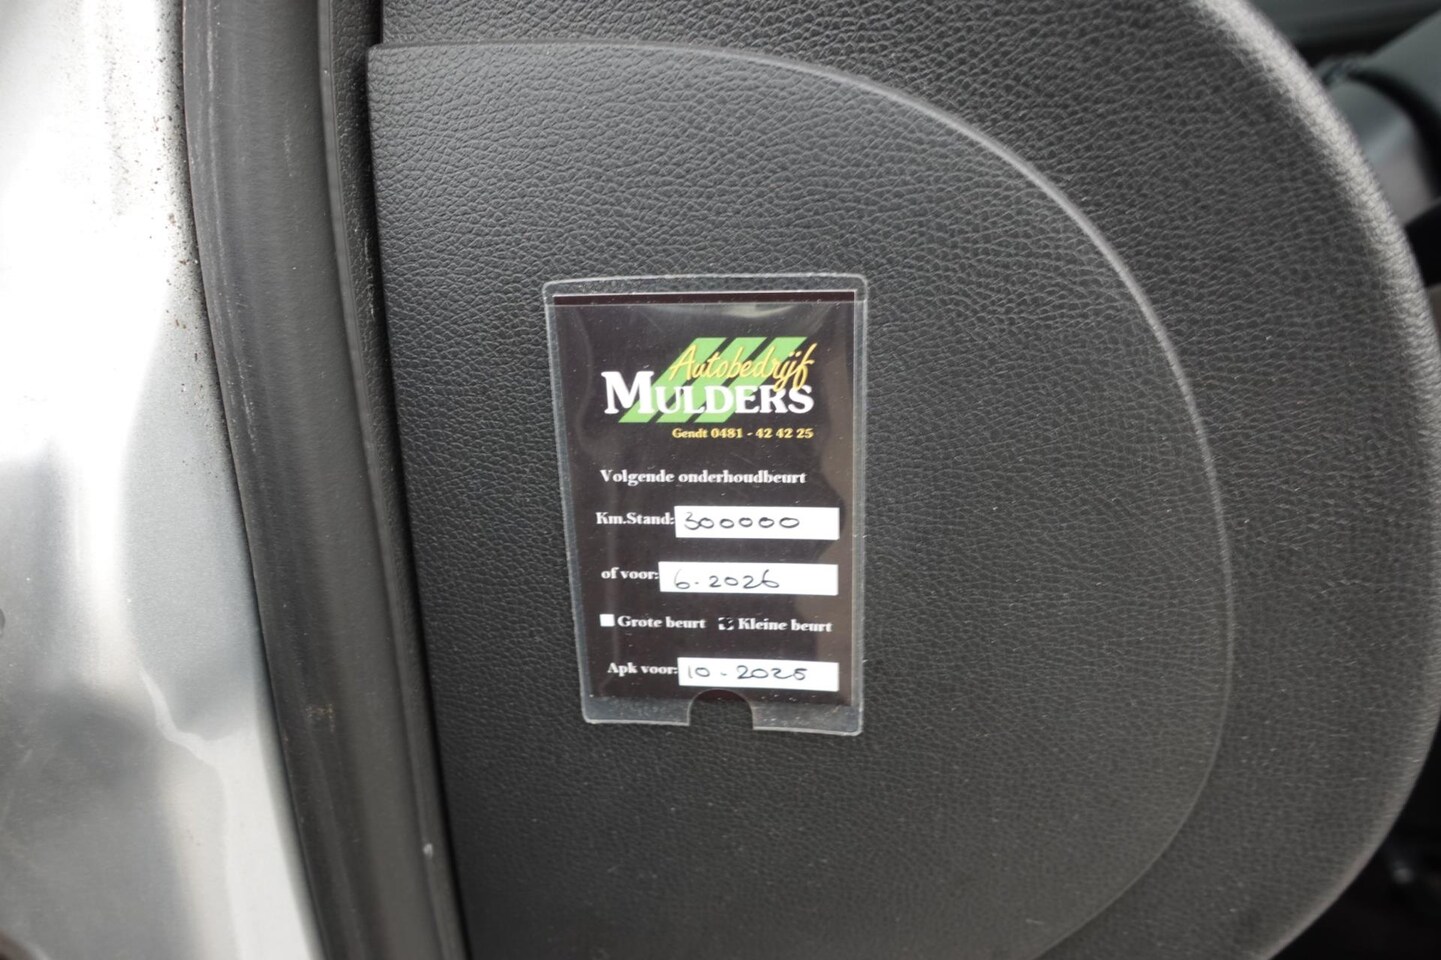 Autobedrijf
MULDERS
Gendt 0481 - 42 42 25
Volgende onderhoudbeurt
Km.Stand: 300000
of voor: 6-2026
Grote beurt Kleine beurt
Apk voor: 10-2025